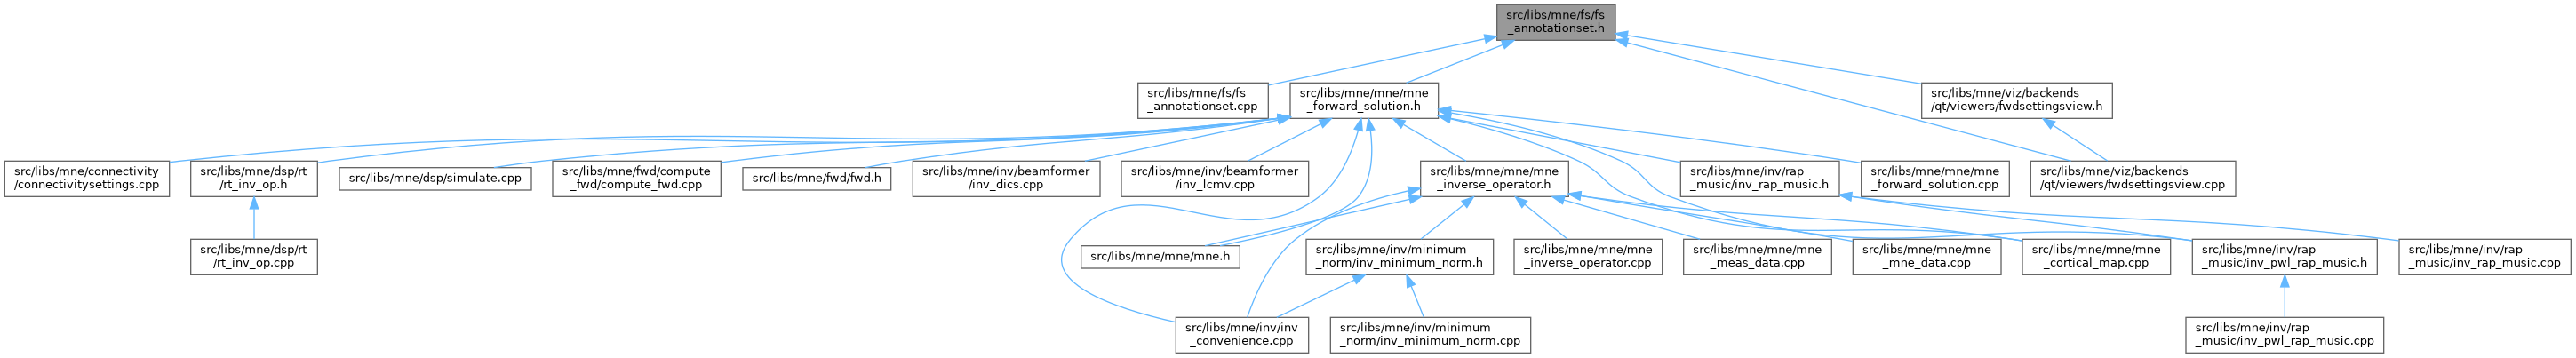 src/libs/mne/fs/fs
_annotationset.h
src/libs/mne/fs/fs
_annotationset.cpp
src/libs/mne/mne/mne
_forward_solution.h
src/libs/mne/viz/backends
/qt/viewers/fwdsettingsview.h
src/libs/mne/connectivity
/connectivitysettings.cpp
src/libs/mne/dsp/rt
/rt_inv_op.h
src/libs/mne/dsp/simulate.cpp
src/libs/mne/fwd/compute
_fwd/compute_fwd.cpp
src/libs/mne/fwd/fwd.h
src/libs/mne/inv/beamformer
/inv_dics.cpp
src/libs/mne/inv/beamformer
/inv_lcmv.cpp
src/libs/mne/mne/mne
_inverse_operator.h
src/libs/mne/inv/rap
_music/inv_rap_music.h
src/libs/mne/mne/mne
_forward_solution.cpp
src/libs/mne/viz/backends
/qt/viewers/fwdsettingsview.cpp
src/libs/mne/dsp/rt
/rt_inv_op.cpp
src/libs/mne/mne/mne.h
src/libs/mne/inv/minimum
_norm/inv_minimum_norm.h
src/libs/mne/mne/mne
_inverse_operator.cpp
src/libs/mne/mne/mne
_meas_data.cpp
src/libs/mne/mne/mne
_mne_data.cpp
src/libs/mne/mne/mne
_cortical_map.cpp
src/libs/mne/inv/rap
_music/inv_pwl_rap_music.h
src/libs/mne/inv/rap
_music/inv_rap_music.cpp
src/libs/mne/inv/inv
_convenience.cpp
src/libs/mne/inv/minimum
_norm/inv_minimum_norm.cpp
src/libs/mne/inv/rap
_music/inv_pwl_rap_music.cpp